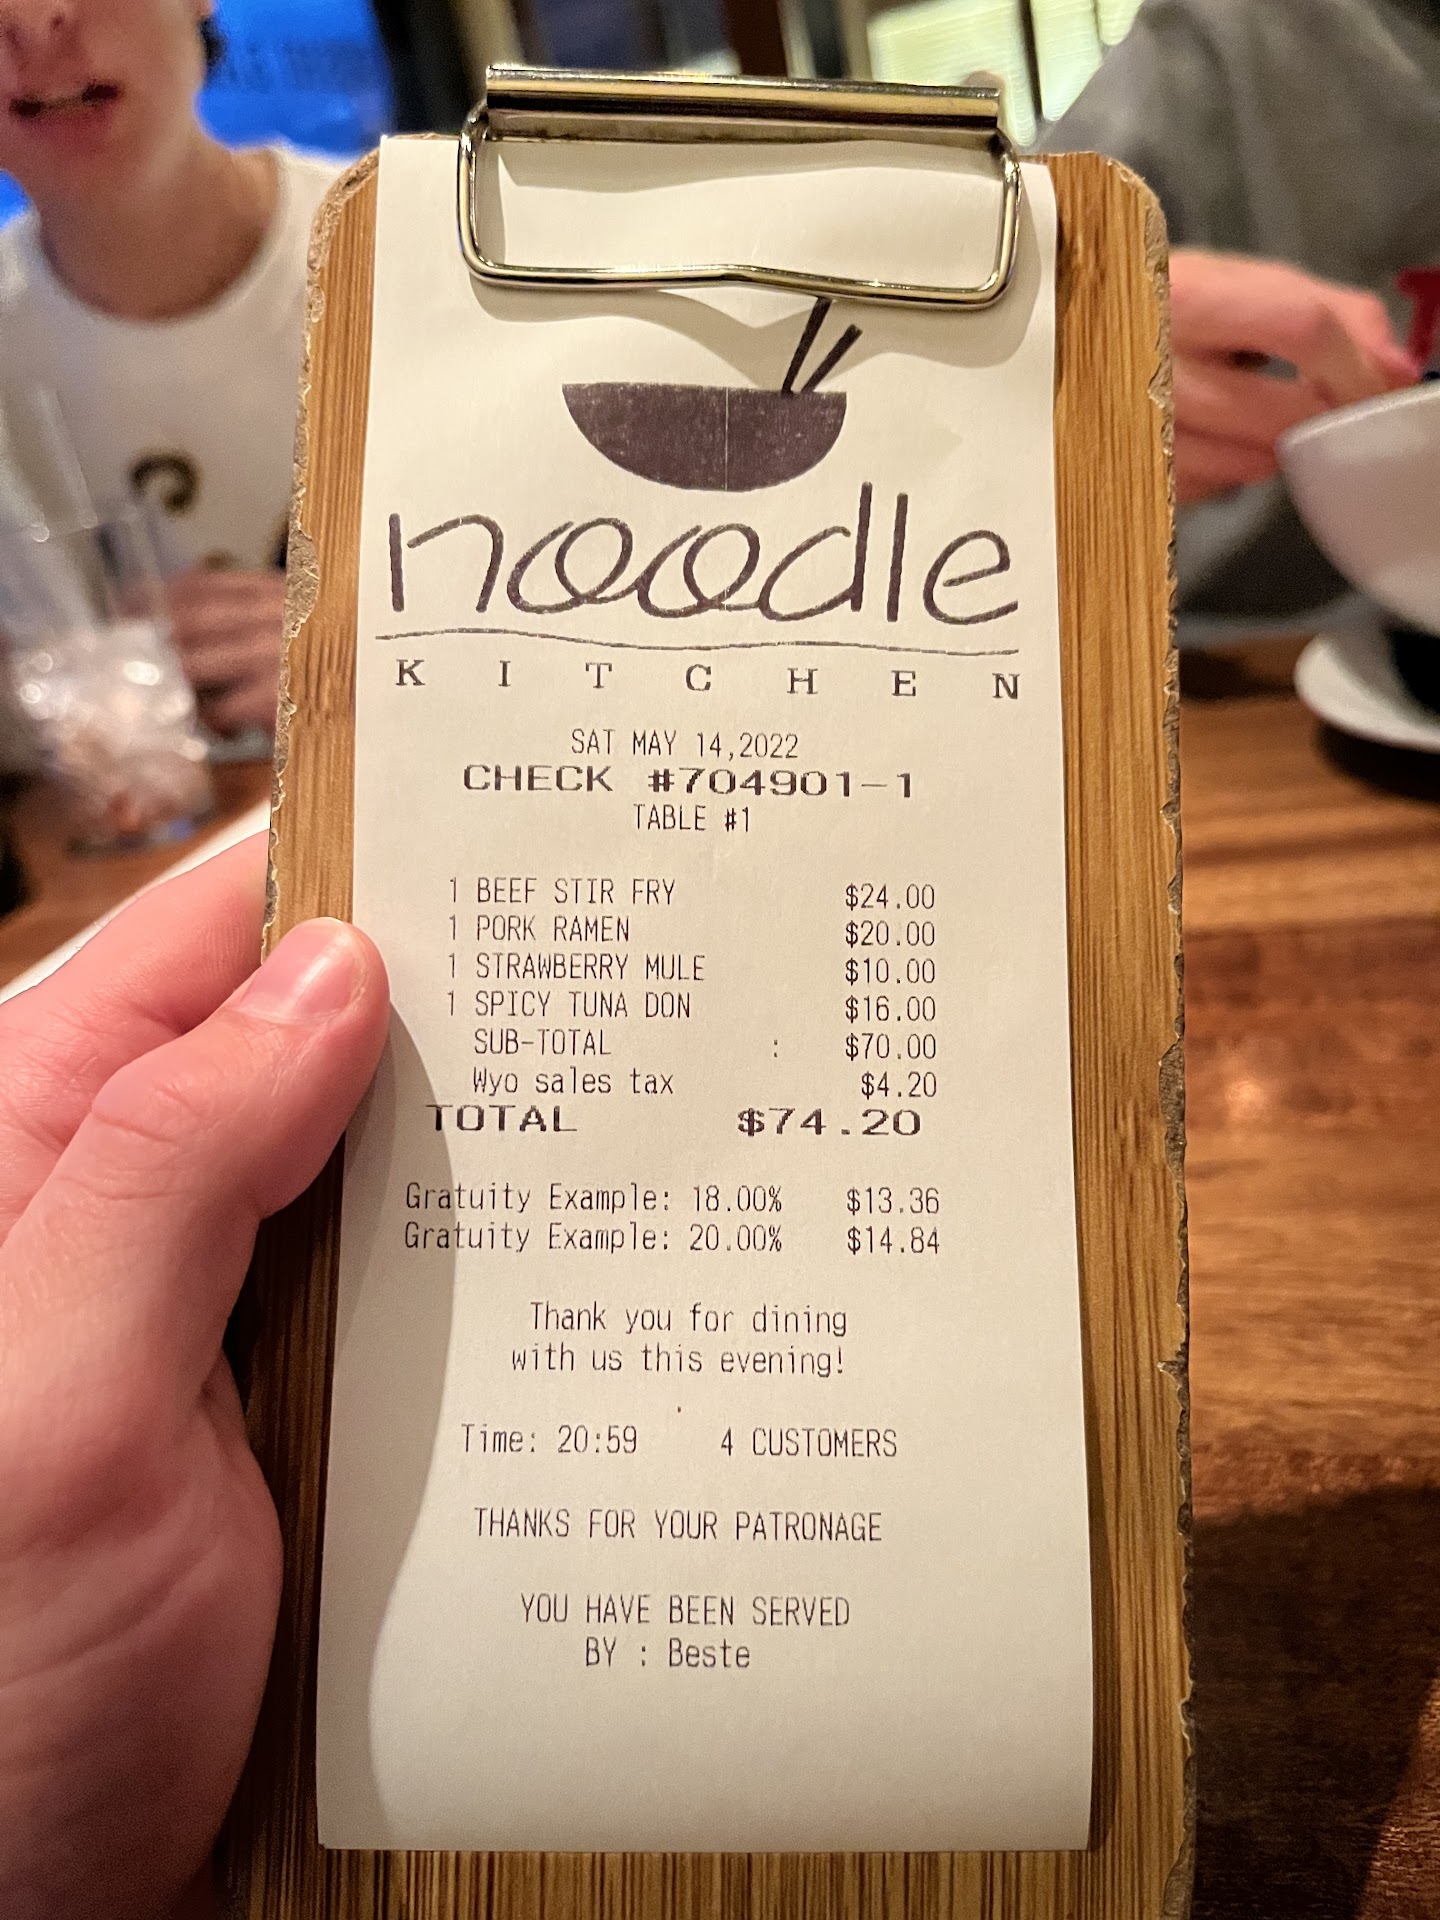 noodle
KITCHEN
SAT MAY 14,2022
CHECK #704901-1
TABLE #1
1 BEEF STIR FRY $24.00
1 PORK RAMEN $20.00
1 STRAWBERRY MULE $10.00
1 SPICY TUNA DON $16.00
SUB-TOTAL : $70.00
Wyo sales tax $4.20
TOTAL $74.20
Gratuity Example: 18.00% $13.36
Gratuity Example: 20.00% $14.84
Thank you for dining
with us this evening!
Time: 20:59 4 CUSTOMERS
THANKS FOR YOUR PATRONAGE
YOU HAVE BEEN SERVED
BY : Beste